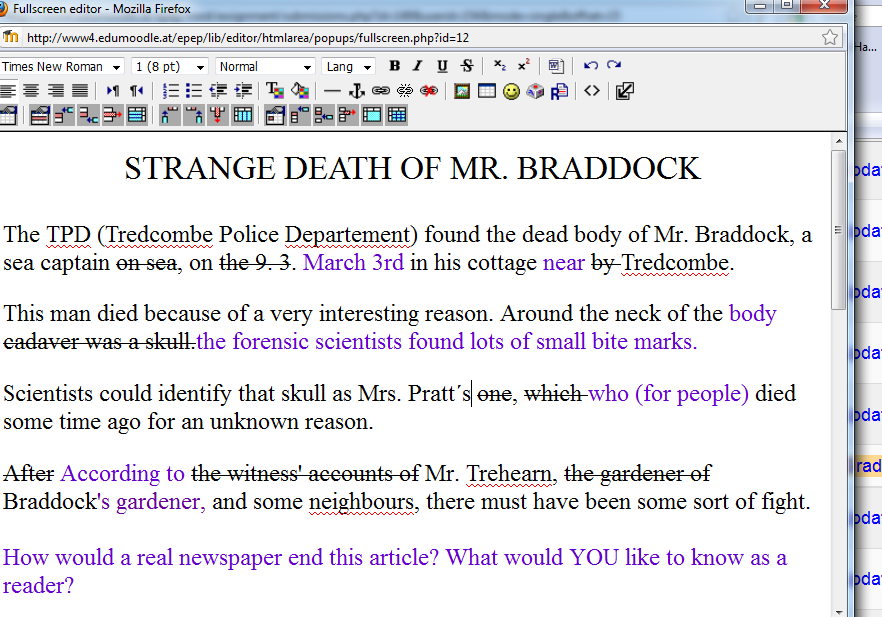 Fullscreen editor - Mozilla Firefox
http://www4.edumoodle.at/epep/lib/editor/htmlarea/popups/fullscreen.php?id=12
Ha...
Times New Roman 1 (8 pt) Normal Lang B I U S x₂ x²
STRANGE DEATH OF MR. BRADDOCK
The TPD (Tredcombe Police Departement) found the dead body of Mr. Braddock, a
sea captain on sea, on the 9. 3. March 3rd in his cottage near by Tredcombe.
This man died because of a very interesting reason. Around the neck of the body
cadaver was a skull.the forensic scientists found lots of small bite marks.
Scientists could identify that skull as Mrs. Pratt´s one, which who (for people) died
some time ago for an unknown reason.
After According to the witness' accounts of Mr. Trehearn, the gardener of
Braddock's gardener, and some neighbours, there must have been some sort of fight.
How would a real newspaper end this article? What would YOU like to know as a
reader?